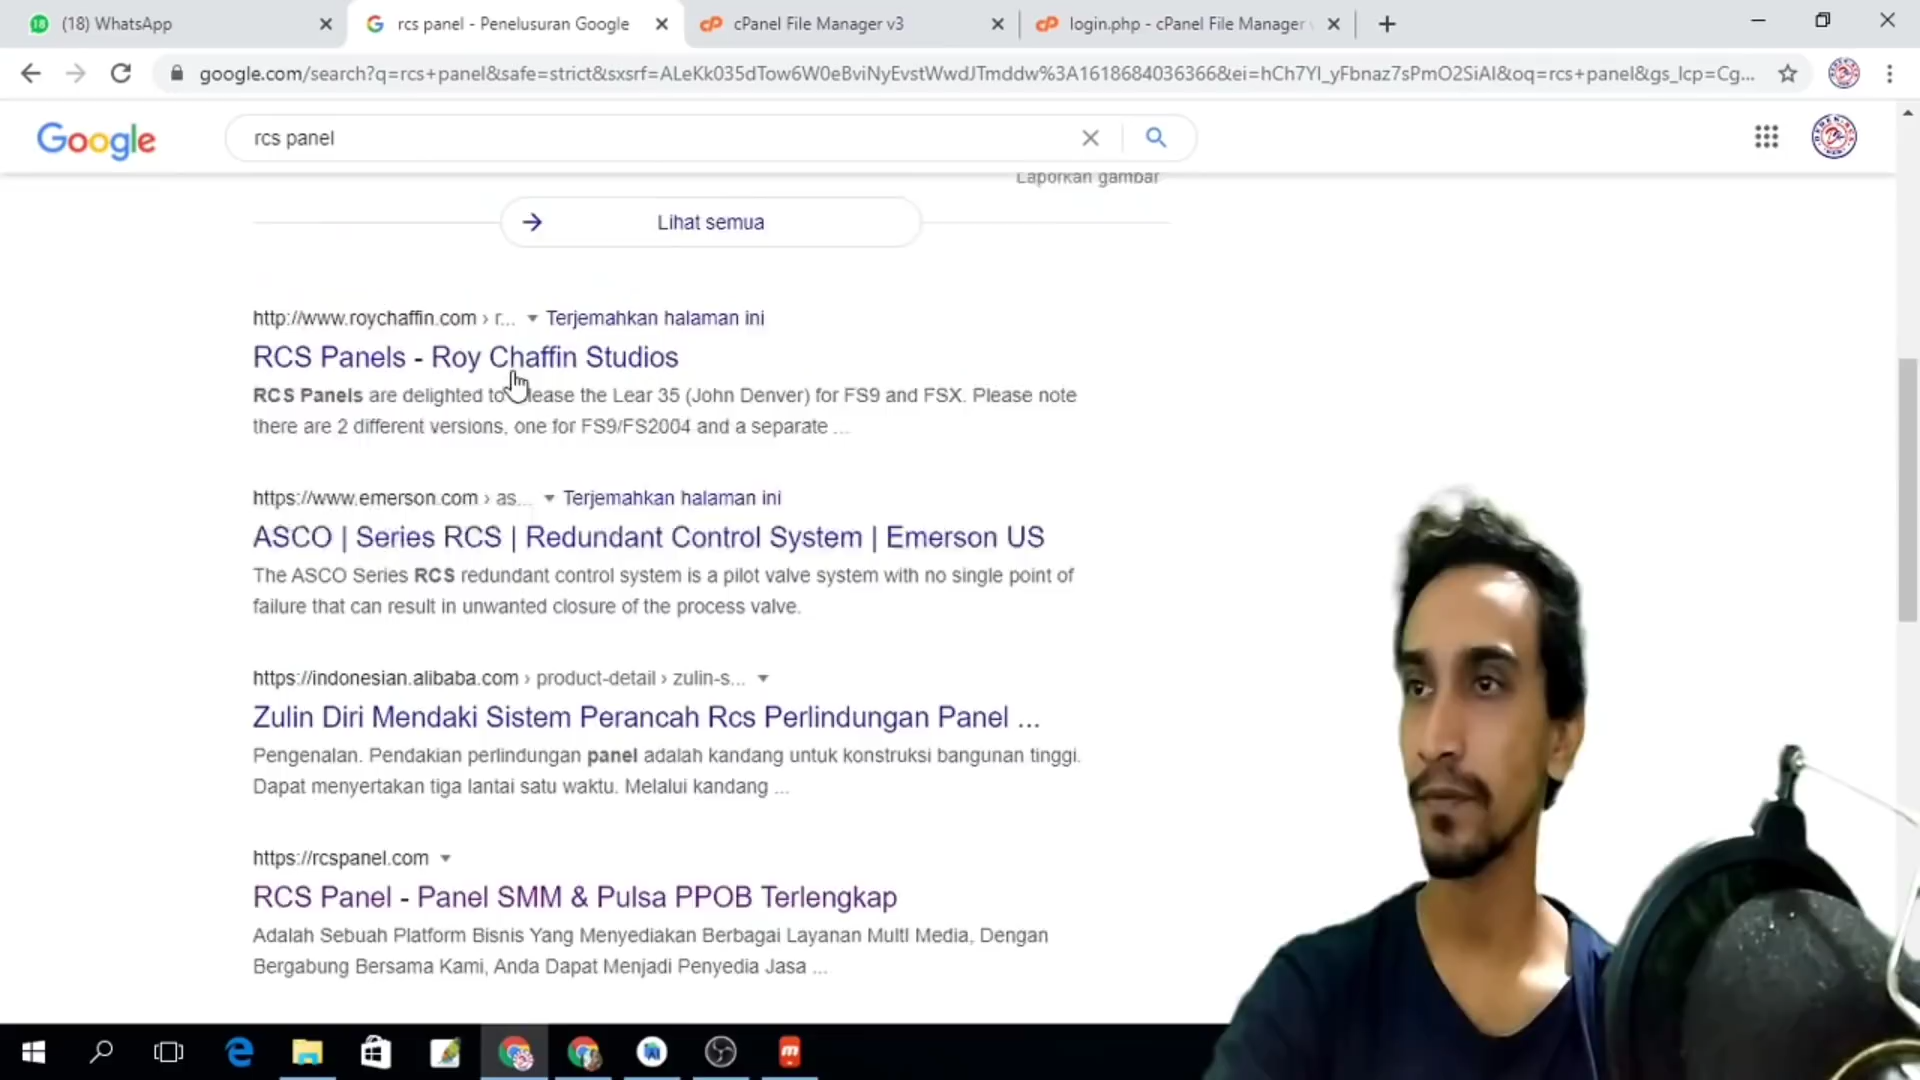 (18) WhatsApp
rcs panel - Penelusuran Google
cPanel File Manager v3
login.php - cPanel File Manager
google.com/search?q=rcs+panel&safe=strict&sxsrf=ALeKk035dTow6W0eBviNyEvstWwdJTmddw%3A1618684036366&ei=hCh7YI_yFbnaz7sPmO2SiAI&oq=rcs+panel&gs_lcp=Cg...
Google
rcs panel
Laporkan gambar
Lihat semua
http://www.roychaffin.com › r... Terjemahkan halaman ini
RCS Panels - Roy Chaffin Studios
RCS Panels are delighted to lease the Lear 35 (John Denver) for FS9 and FSX. Please note
there are 2 different versions, one for FS9/FS2004 and a separate ...
https://www.emerson.com › as... Terjemahkan halaman ini
ASCO | Series RCS | Redundant Control System | Emerson US
The ASCO Series RCS redundant control system is a pilot valve system with no single point of
failure that can result in unwanted closure of the process valve.
https://indonesian.alibaba.com › product-detail › zulin-s...
Zulin Diri Mendaki Sistem Perancah Rcs Perlindungan Panel ...
Pengenalan. Pendakian perlindungan panel adalah kandang untuk konstruksi bangunan tinggi.
Dapat menyertakan tiga lantai satu waktu. Melalui kandang ...
https://rcspanel.com
RCS Panel - Panel SMM & Pulsa PPOB Terlengkap
Adalah Sebuah Platform Bisnis Yang Menyediakan Berbagai Layanan MultI Media, Dengan
Bergabung Bersama Kami, Anda Dapat Menjadi Penyedia Jasa ...